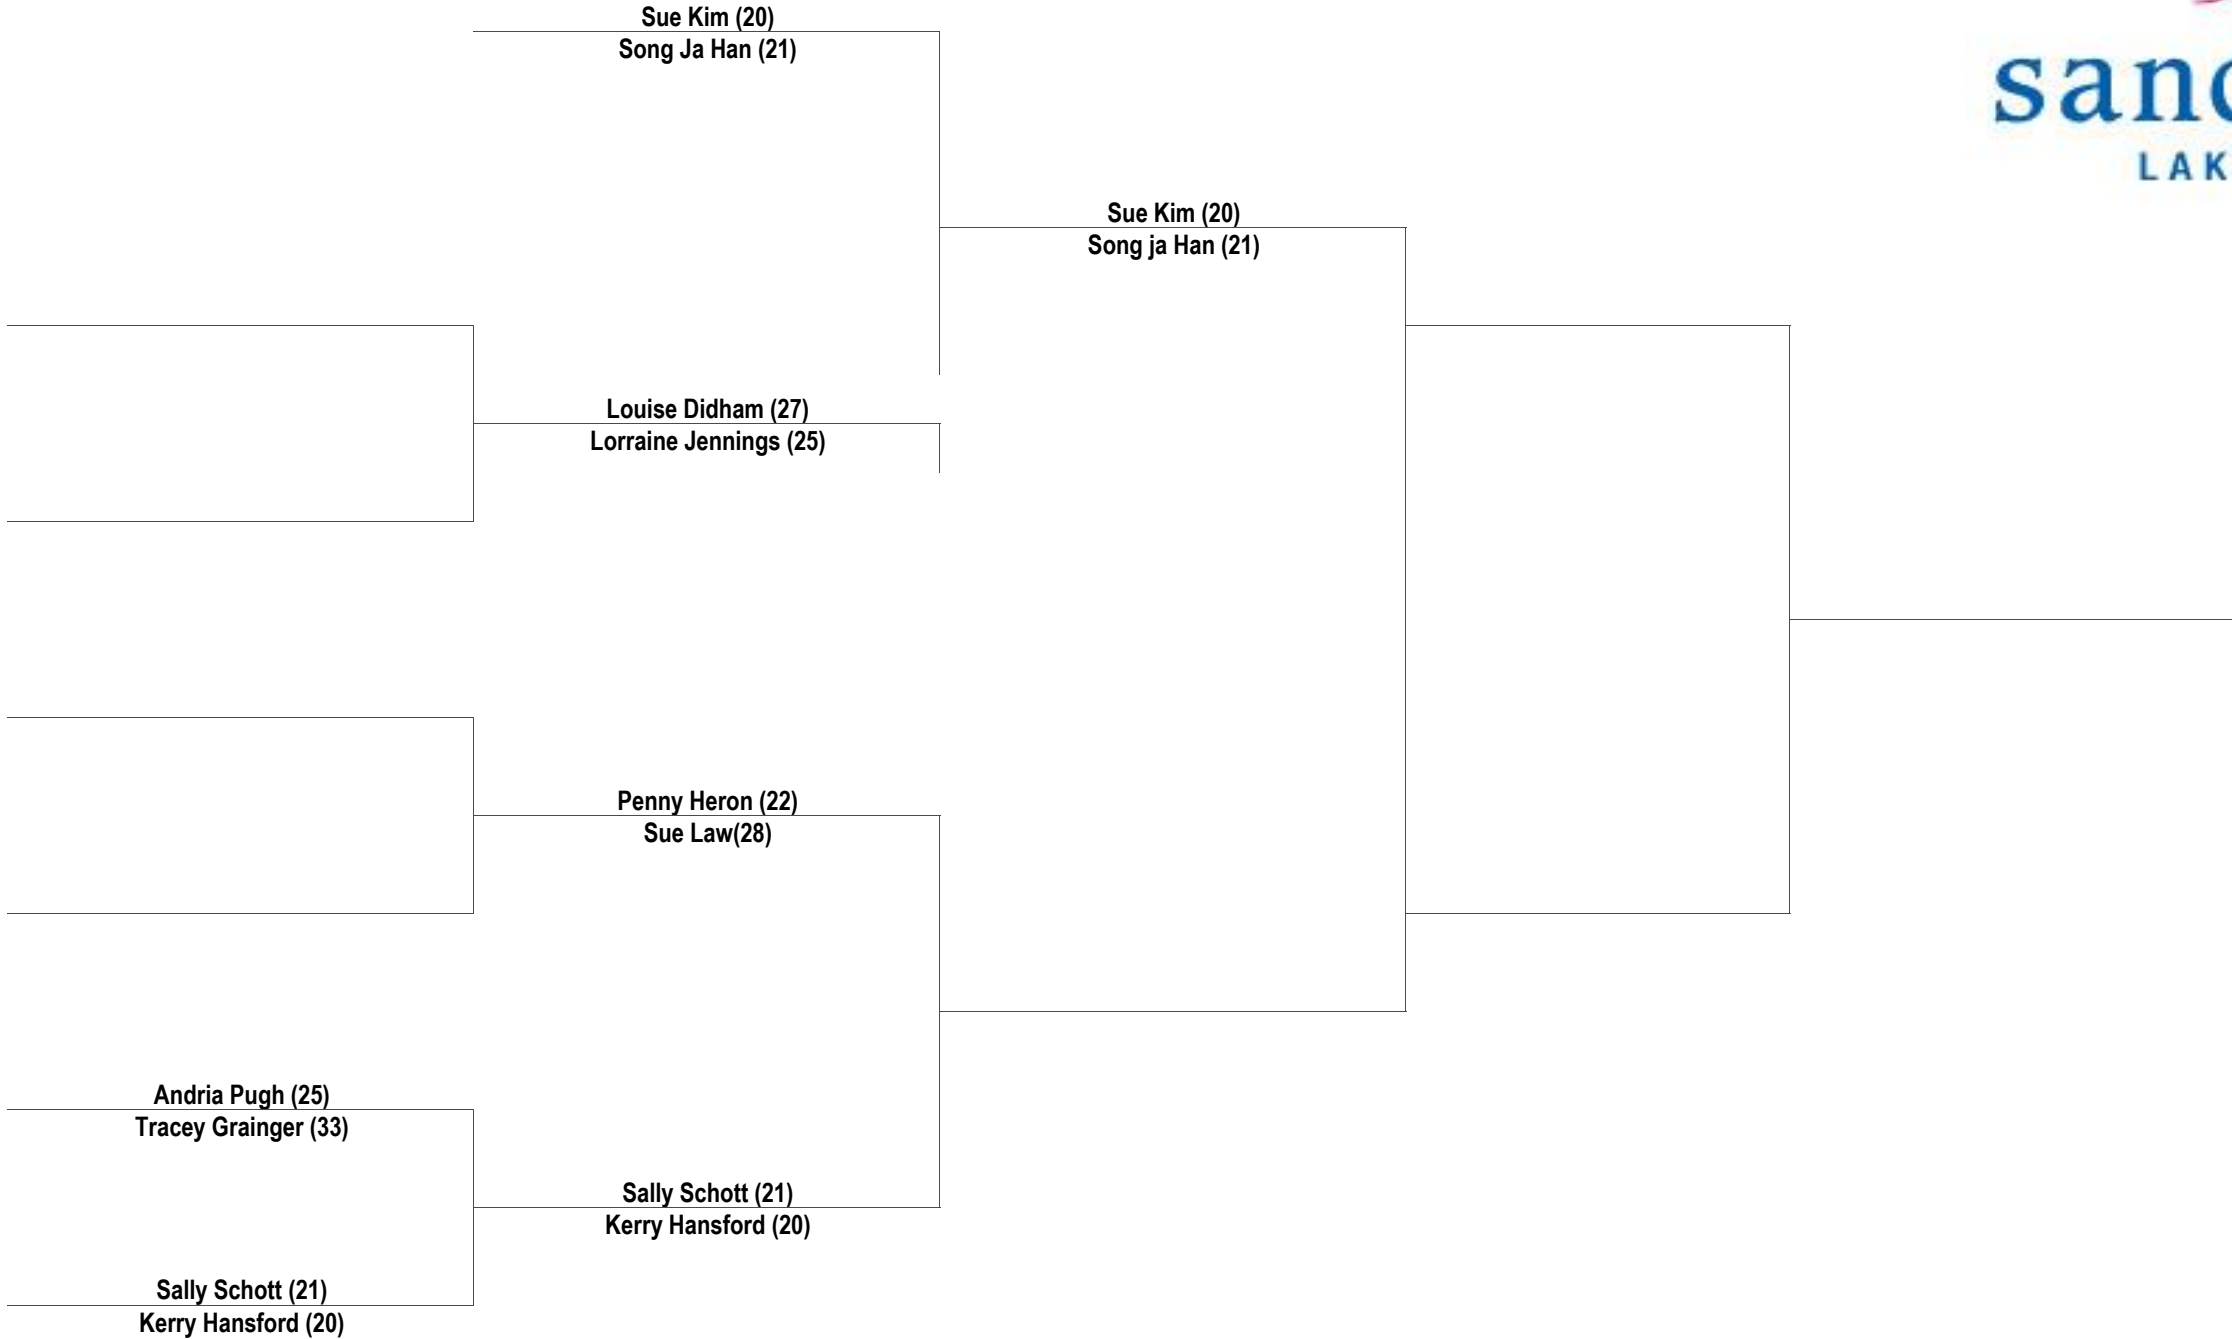 Sue Kim (20)
Song Ja Han (21)
Sue Kim (20)
Song ja Han (21)
Louise Didham (27)
Lorraine Jennings (25)
Penny Heron (22)
Sue Law(28)
Andria Pugh (25)
Tracey Grainger (33)
Sally Schott (21)
Kerry Hansford (20)
Sally Schott (21)
Kerry Hansford (20)